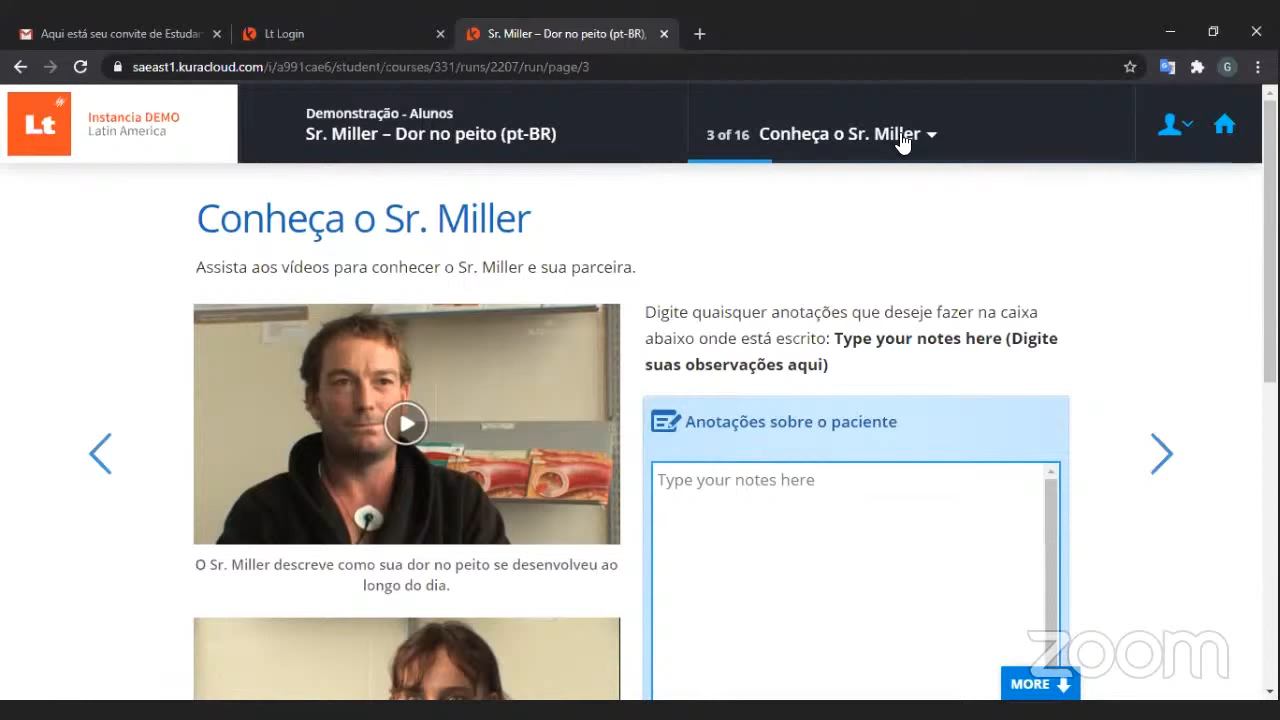 Aqui está seu convite de Estudan
Lt Login
Sr. Miller – Dor no peito (pt-BR),
saeast1.kuracloud.com/i/a991cae6/student/courses/331/runs/2207/run/page/3
G
Lt
Instancia DEMO
Latin America
Demonstração - Alunos
Sr. Miller – Dor no peito (pt-BR)
3 of 16 Conheça o Sr. Miller
Conheça o Sr. Miller
Assista aos vídeos para conhecer o Sr. Miller e sua parceira.
O Sr. Miller descreve como sua dor no peito se desenvolveu ao
longo do dia.
Digite quaisquer anotações que deseje fazer na caixa
abaixo onde está escrito: Type your notes here (Digite
suas observações aqui)
Anotações sobre o paciente
Type your notes here
MORE
zoom